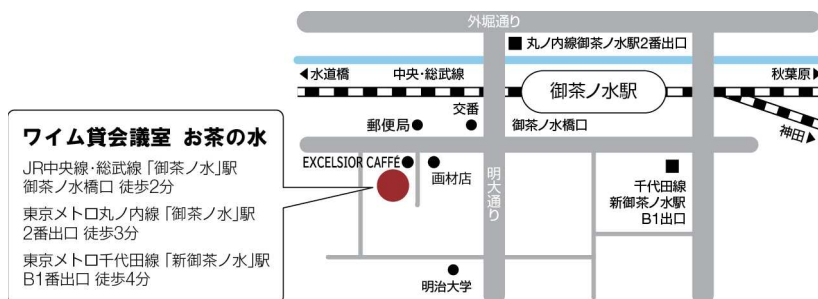 外堀通り
丸ノ内線御茶ノ水駅2番出口
水道橋
中央・総武線
秋葉原
御茶ノ水駅
交番
郵便局
御茶ノ水橋口
神田
ワイム貸会議室 お茶の水
JR中央線・総武線「御茶ノ水」駅
御茶ノ水橋口 徒歩2分
東京メトロ丸ノ内線「御茶ノ水」駅
2番出口 徒歩3分
東京メトロ千代田線「新御茶ノ水」駅
B1番出口 徒歩4分
EXCELSIOR CAFFÉ
画材店
明大通り
千代田線
新御茶ノ水駅
B1出口
明治大学